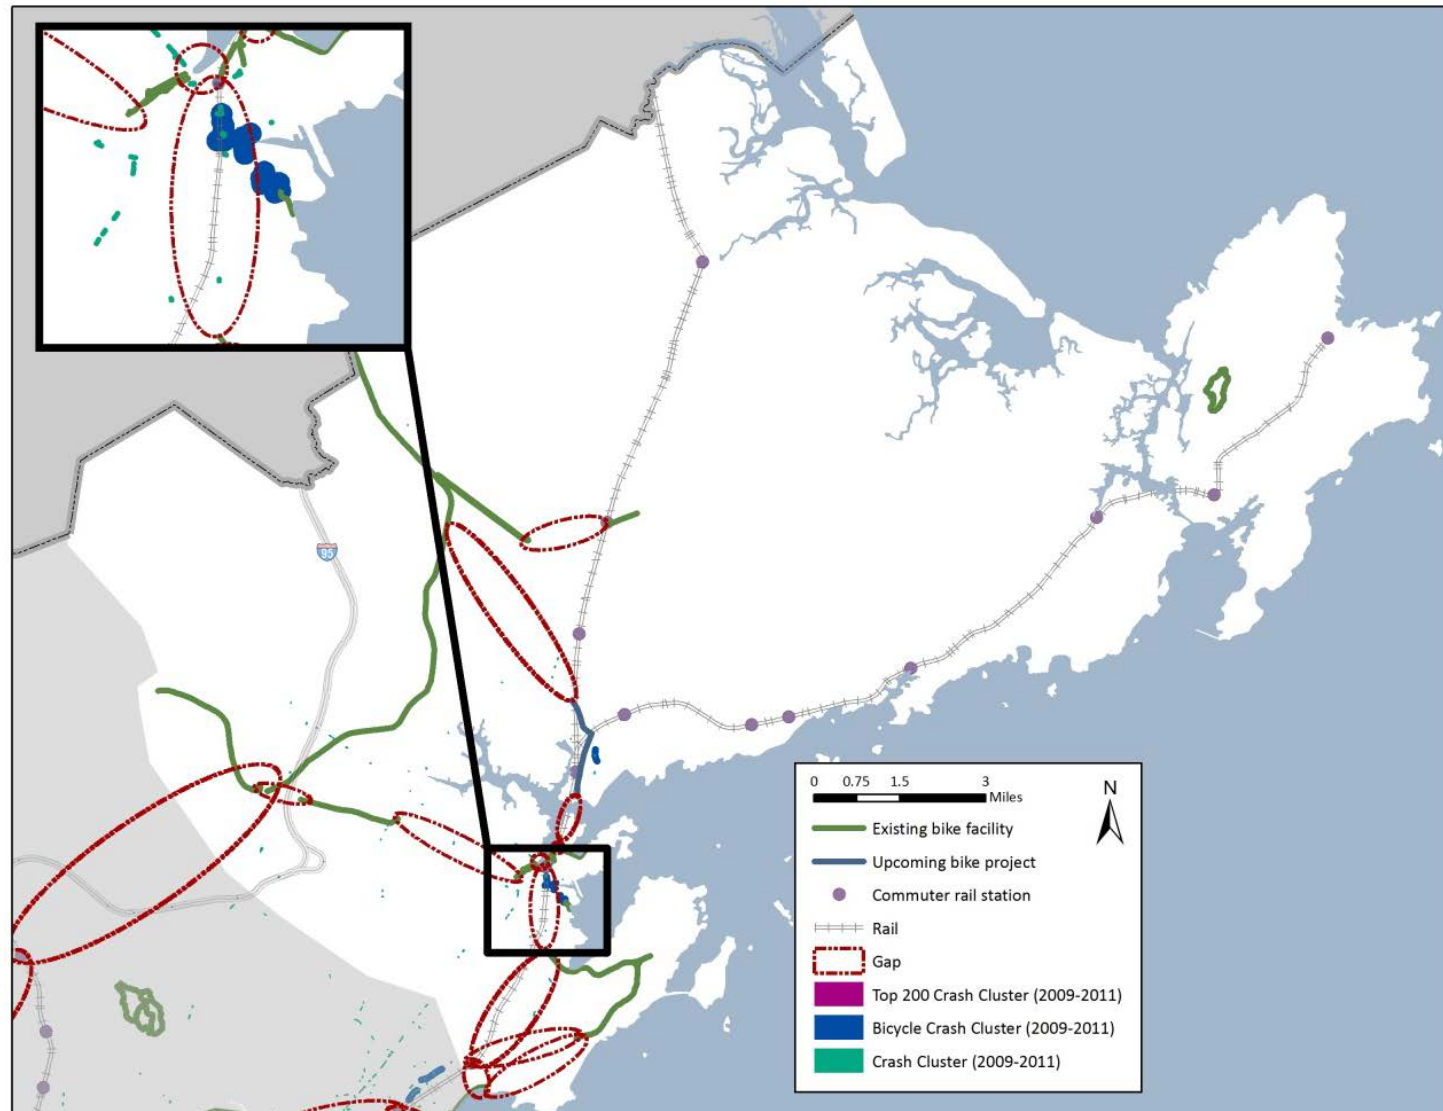 95
0 0.75 1.5 3
Miles
N
Existing bike facility
Upcoming bike project
Commuter rail station
Rail
Gap
Top 200 Crash Cluster (2009-2011)
Bicycle Crash Cluster (2009-2011)
Crash Cluster (2009-2011)